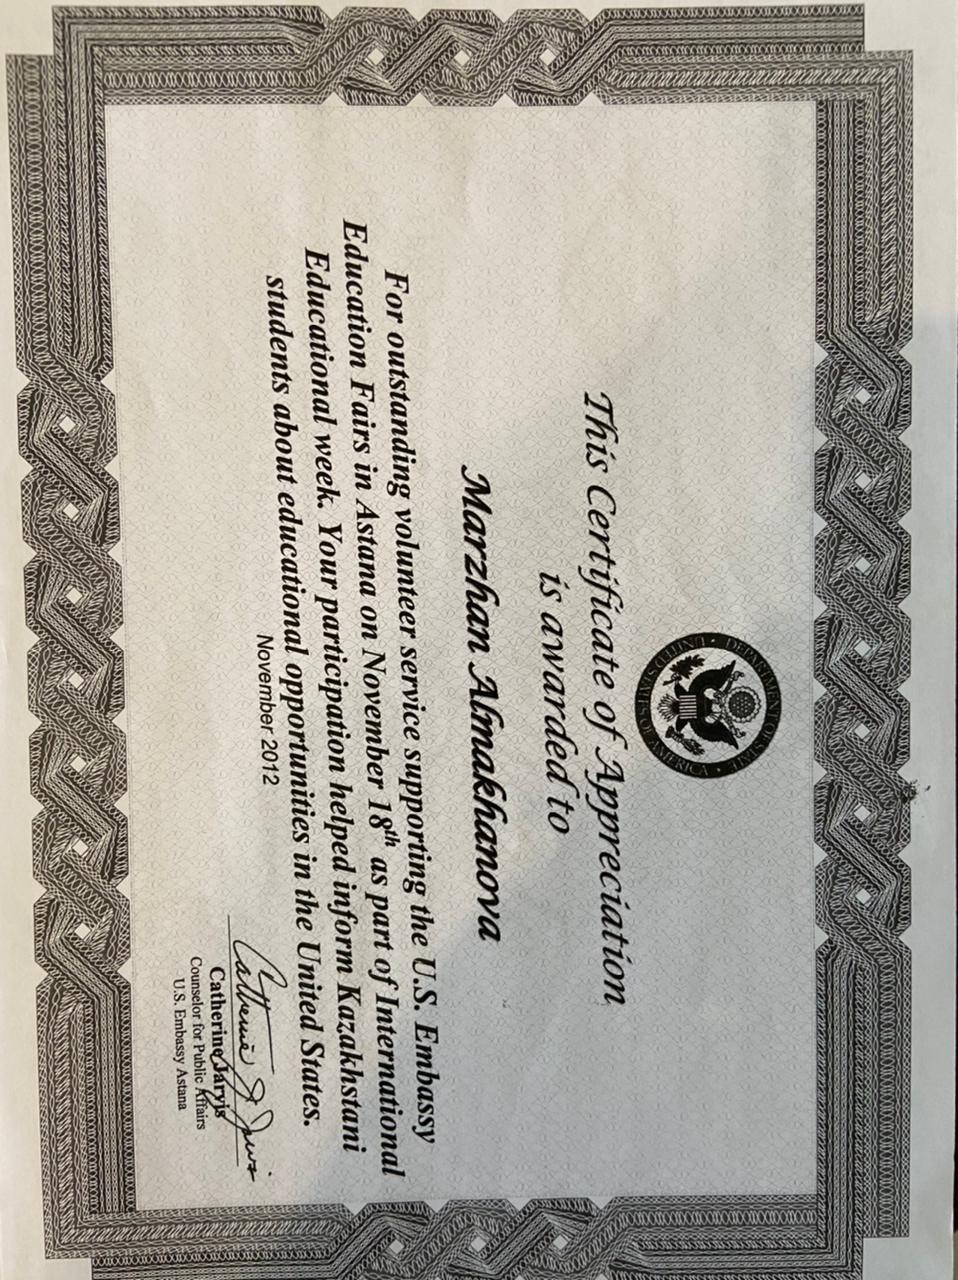 DEPARTMENT OF STATE
UNITED STATES OF AMERICA
This Certificate of Appreciation
is awarded to
Marzhan Almakhanova
For outstanding volunteer service supporting the U.S. Embassy
Education Fairs in Astana on November 18th as part of International
Educational week. Your participation helped inform Kazakhstani
students about educational opportunities in the United States.
November 2012
Catherine J Jarvis
Catherine Jarvis
Counselor for Public Affairs
U.S. Embassy Astana